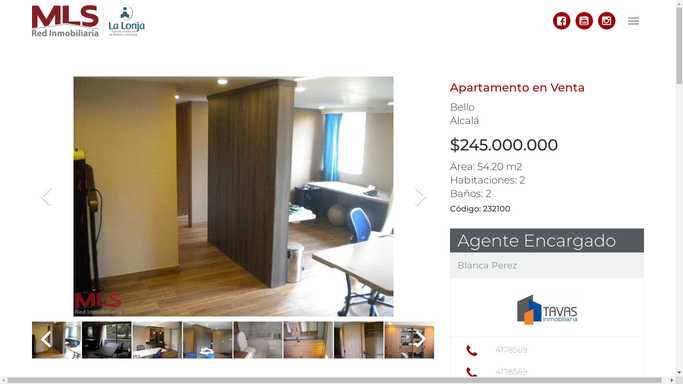 MLS
Red Inmobiliaria
La Lonja
Apartamento en Venta
Bello
Alcalá
$245.000.000
Área: 54.20 m2
Habitaciones: 2
Baños: 2
Código: 232100
MLS
Red Inmobiliaria
Agente Encargado
Blanca Perez
TAVAS
Inmobiliaria
4178569
4178569